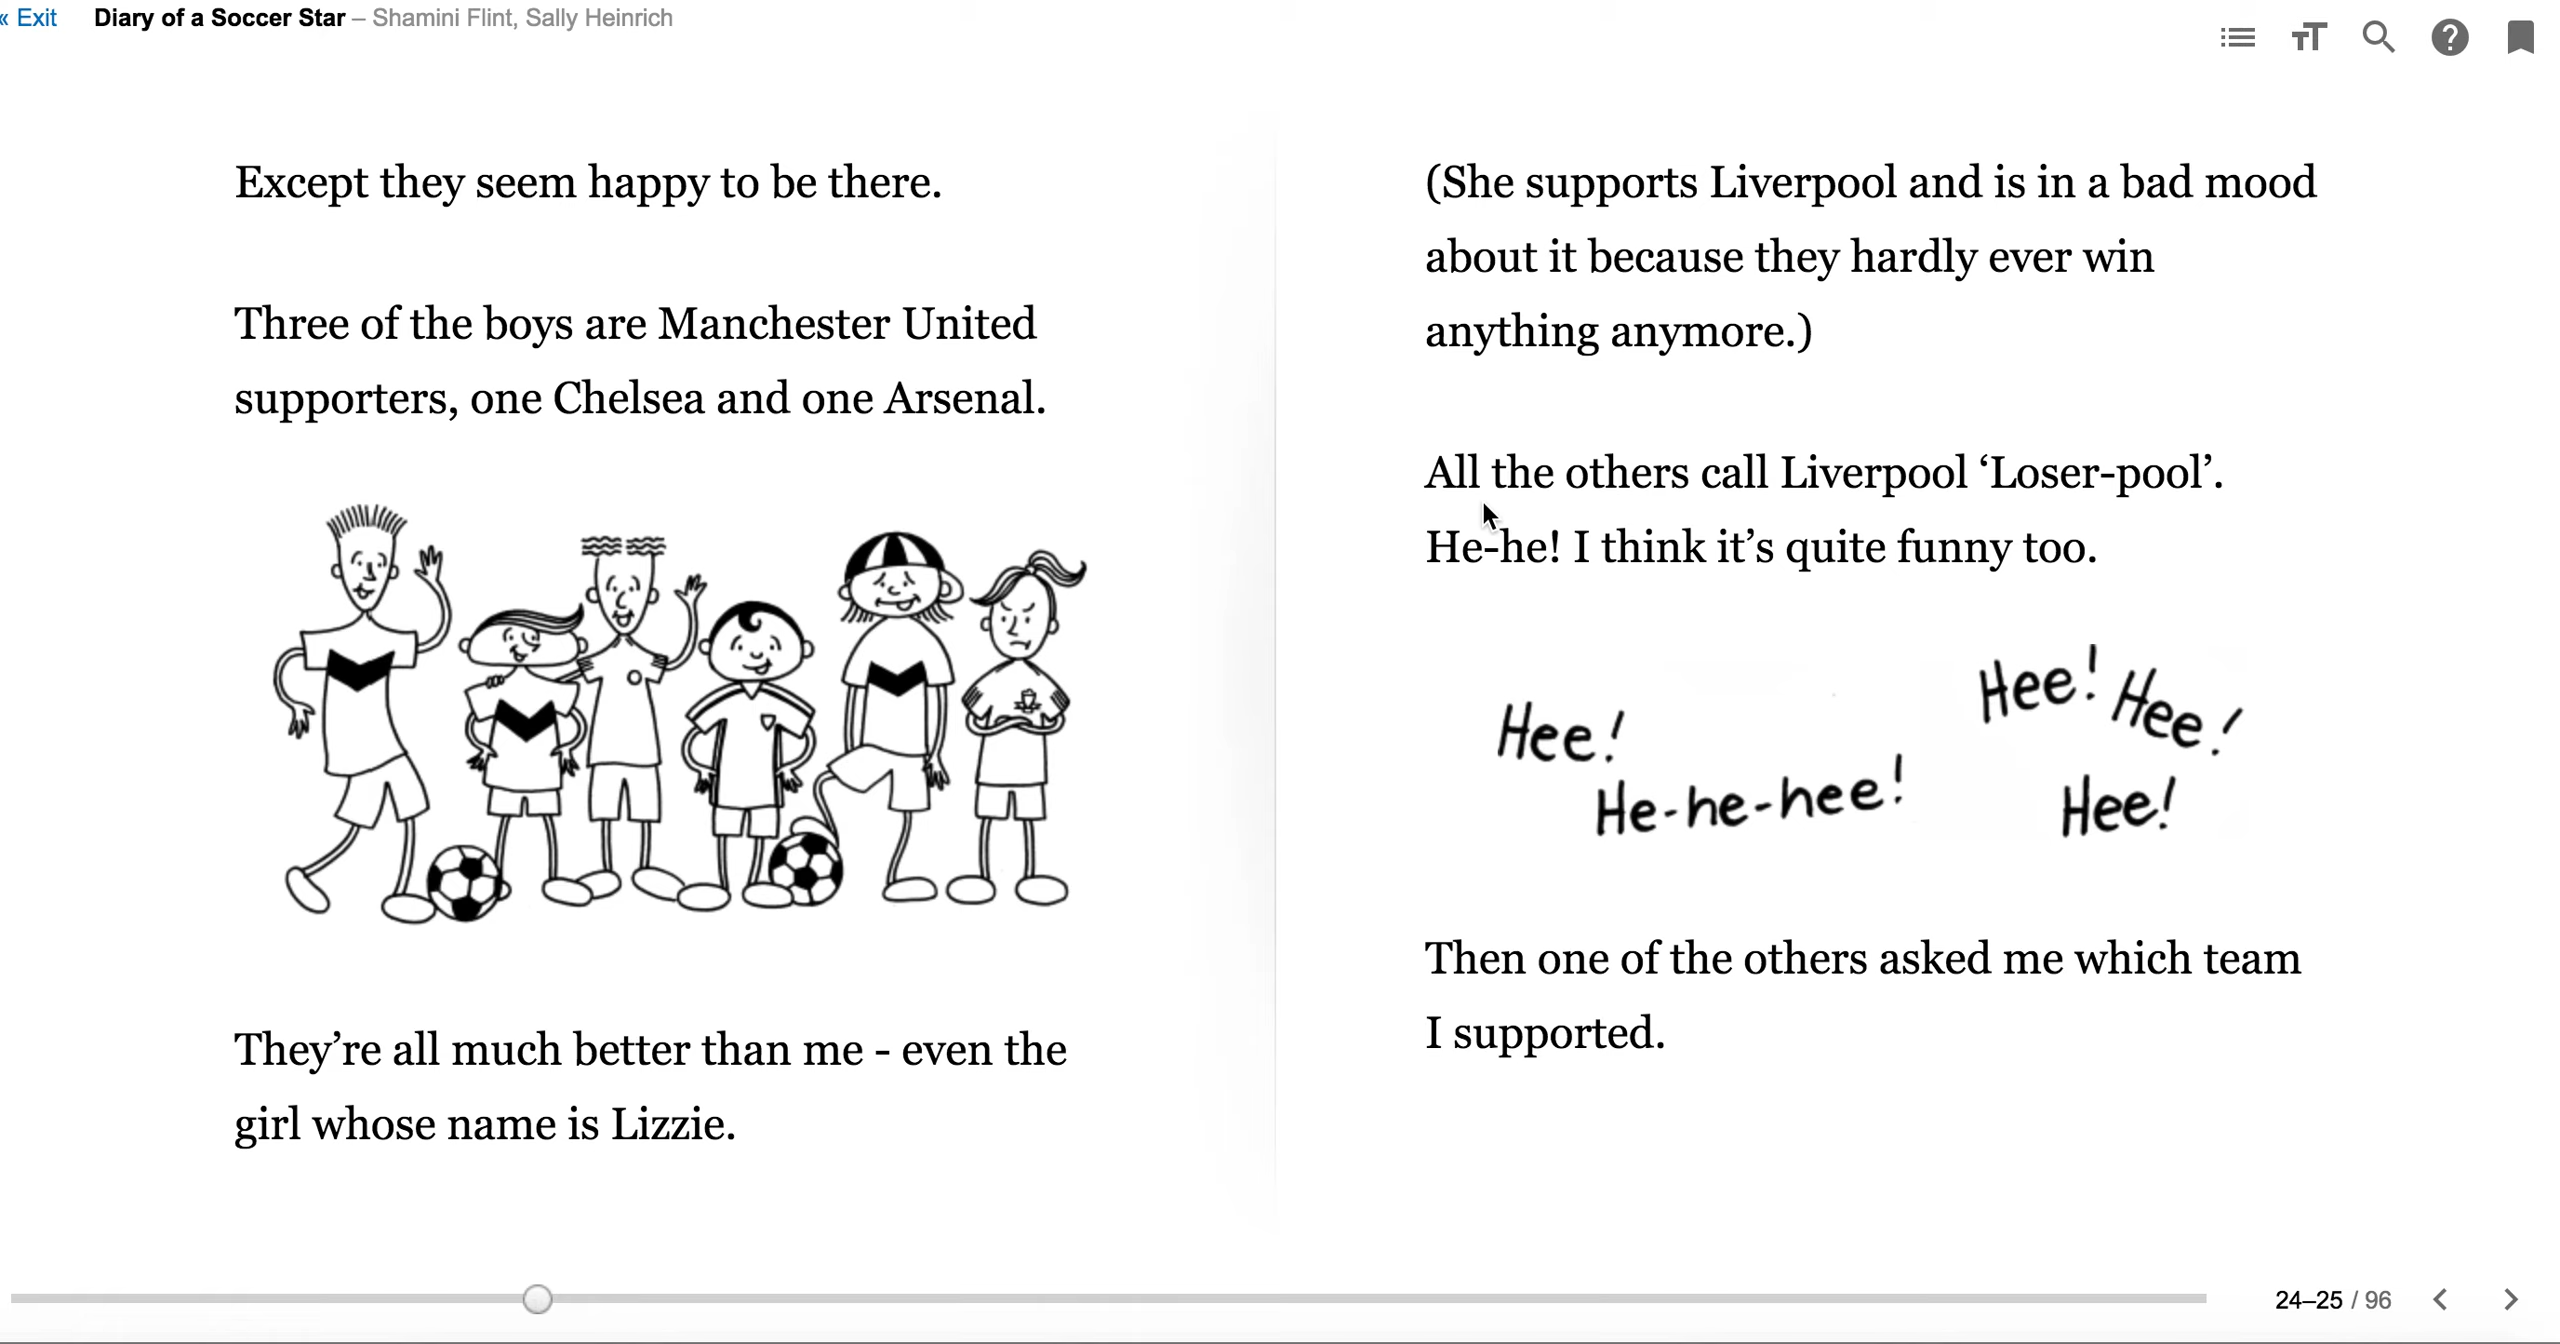 « Exit Diary of a Soccer Star – Shamini Flint, Sally Heinrich
Except they seem happy to be there.
Three of the boys are Manchester United
supporters, one Chelsea and one Arsenal.
They’re all much better than me - even the
girl whose name is Lizzie.
(She supports Liverpool and is in a bad mood
about it because they hardly ever win
anything anymore.)
All the others call Liverpool ‘Loser-pool’.
He-he! I think it’s quite funny too.
Hee!
He-he-hee!
Hee! Hee!
Hee!
Then one of the others asked me which team
I supported.
24–25 / 96